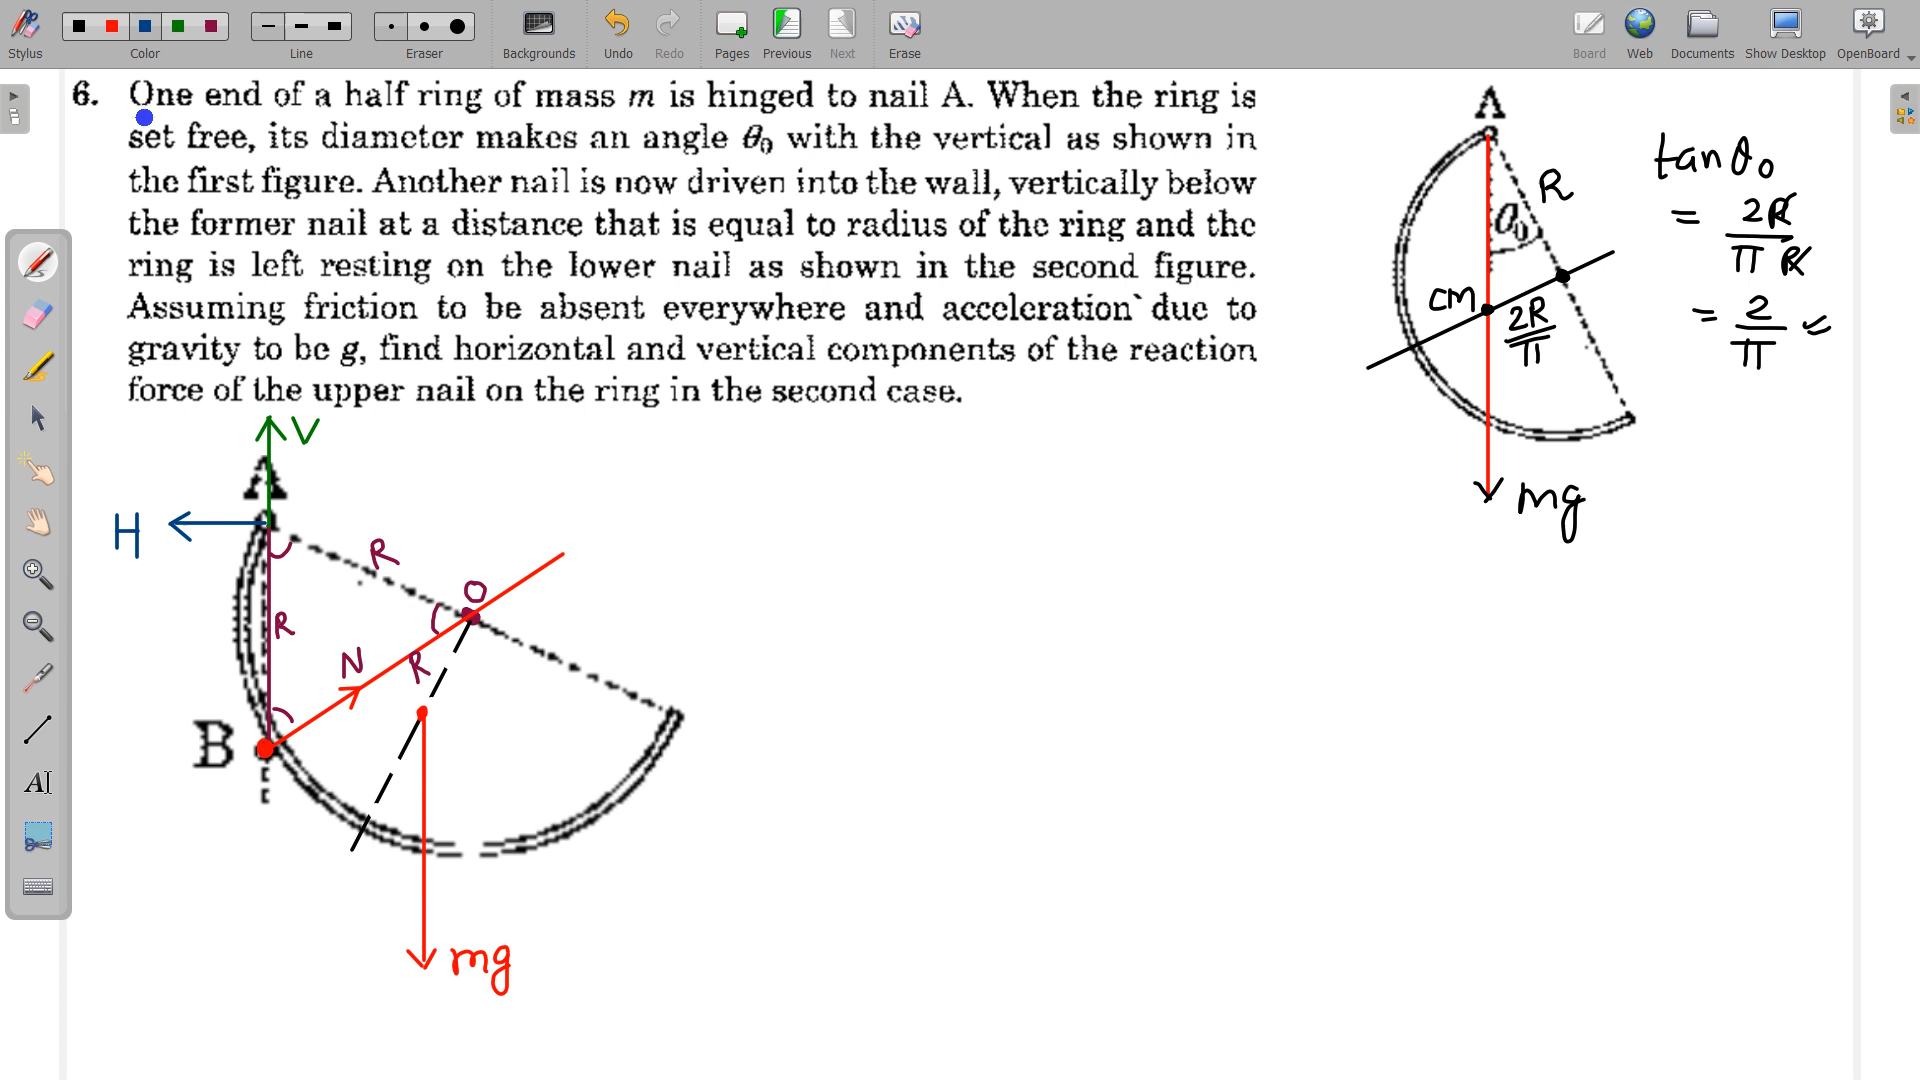 Stylus
Color
Line
Eraser
Backgrounds
Undo
Redo
Pages
Previous
Next
Erase
Board
Web
Documents
Show Desktop
OpenBoard
6. One end of a half ring of mass m is hinged to nail A. When the ring is
set free, its diameter makes an angle θ₀ with the vertical as shown in
the first figure. Another nail is now driven into the wall, vertically below
the former nail at a distance that is equal to radius of the ring and the
ring is left resting on the lower nail as shown in the second figure.
Assuming friction to be absent everywhere and acceleration due to
gravity to be g, find horizontal and vertical components of the reaction
force of the upper nail on the ring in the second case.
A
R
θ₀
CM
2R/π
mg
tanθ₀
= 2R/πR
= 2/π
V
A
H
R
O
R
N
R
B
mg
AI